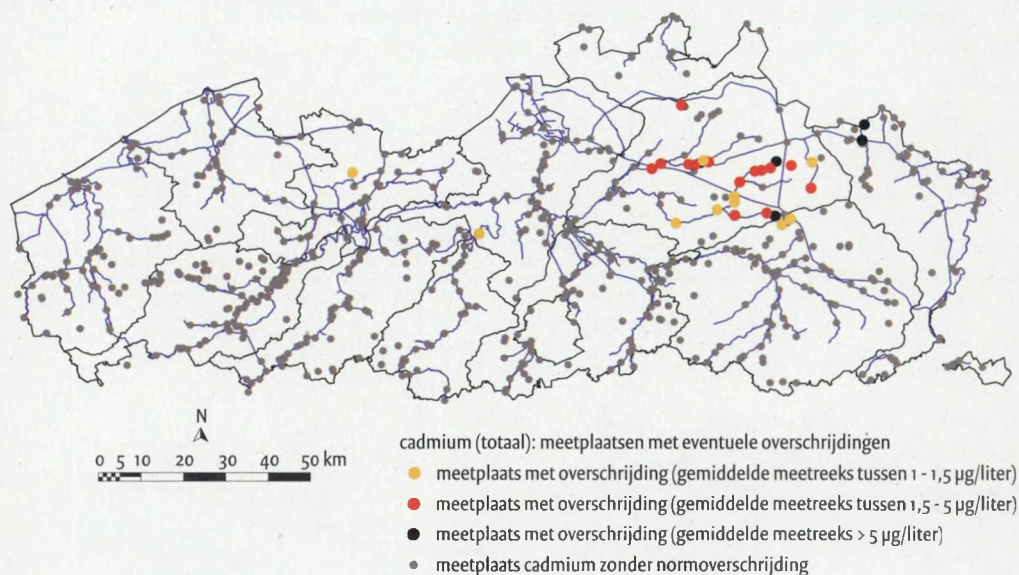 N
0 5 10 20 30 40 50 km
cadmium (totaal): meetplaatsen met eventuele overschrijdingen
meetplaats met overschrijding (gemiddelde meetreeks tussen 1 - 1,5 µg/liter)
meetplaats met overschrijding (gemiddelde meetreeks tussen 1,5 - 5 µg/liter)
meetplaats met overschrijding (gemiddelde meetreeks > 5 µg/liter)
meetplaats cadmium zonder normoverschrijding